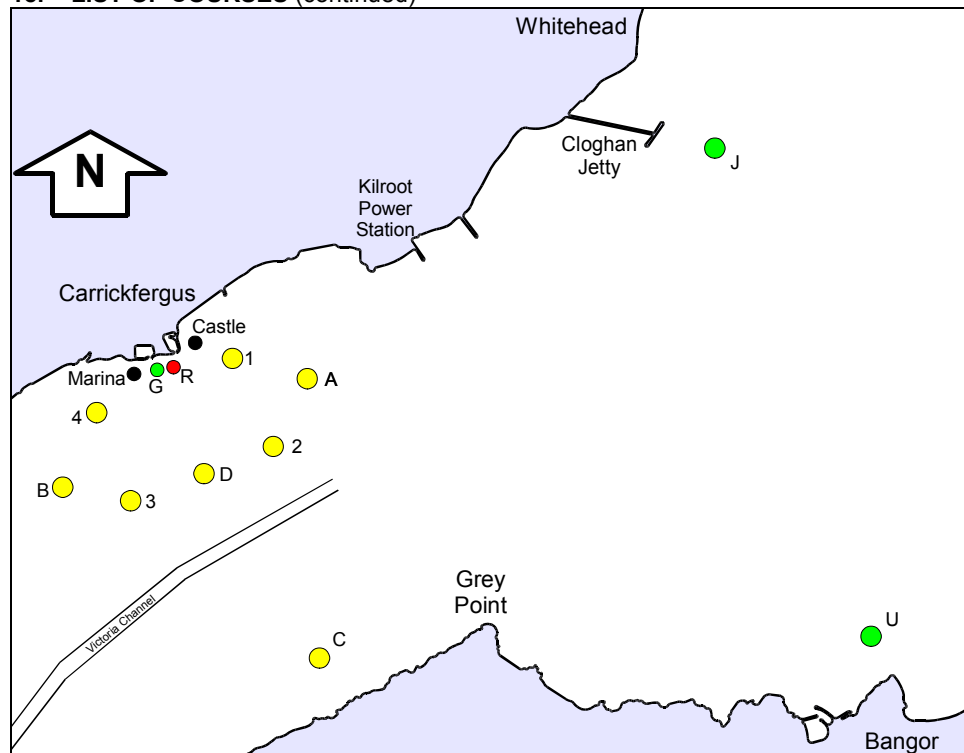 LIST OF COURSES (continued)
Whitehead
Cloghan
Jetty
J
N
Kilroot
Power
Station
Carrickfergus
Castle
1
Marina
G
R
A
4
2
D
B
3
Victoria Channel
Grey
Point
C
U
Bangor